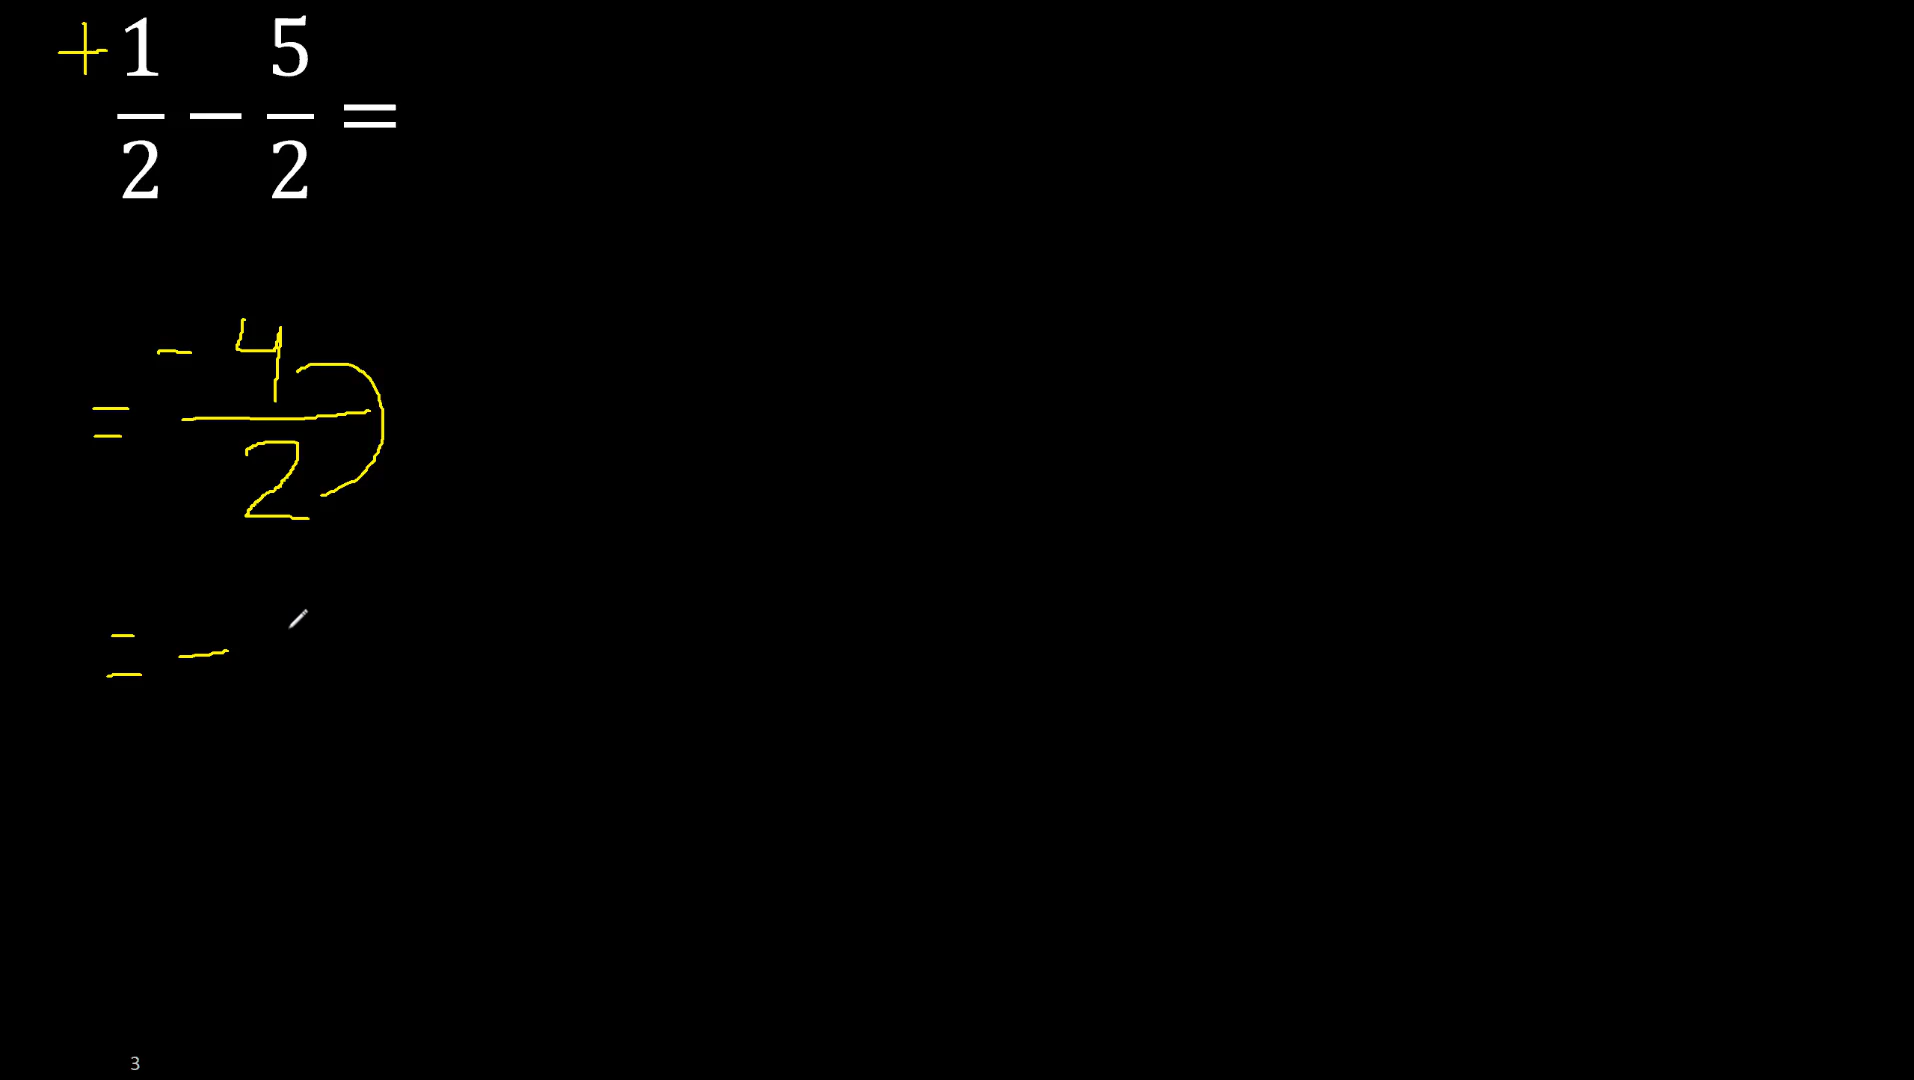 +1/2 − 5/2 =
= −4/2
= −
3